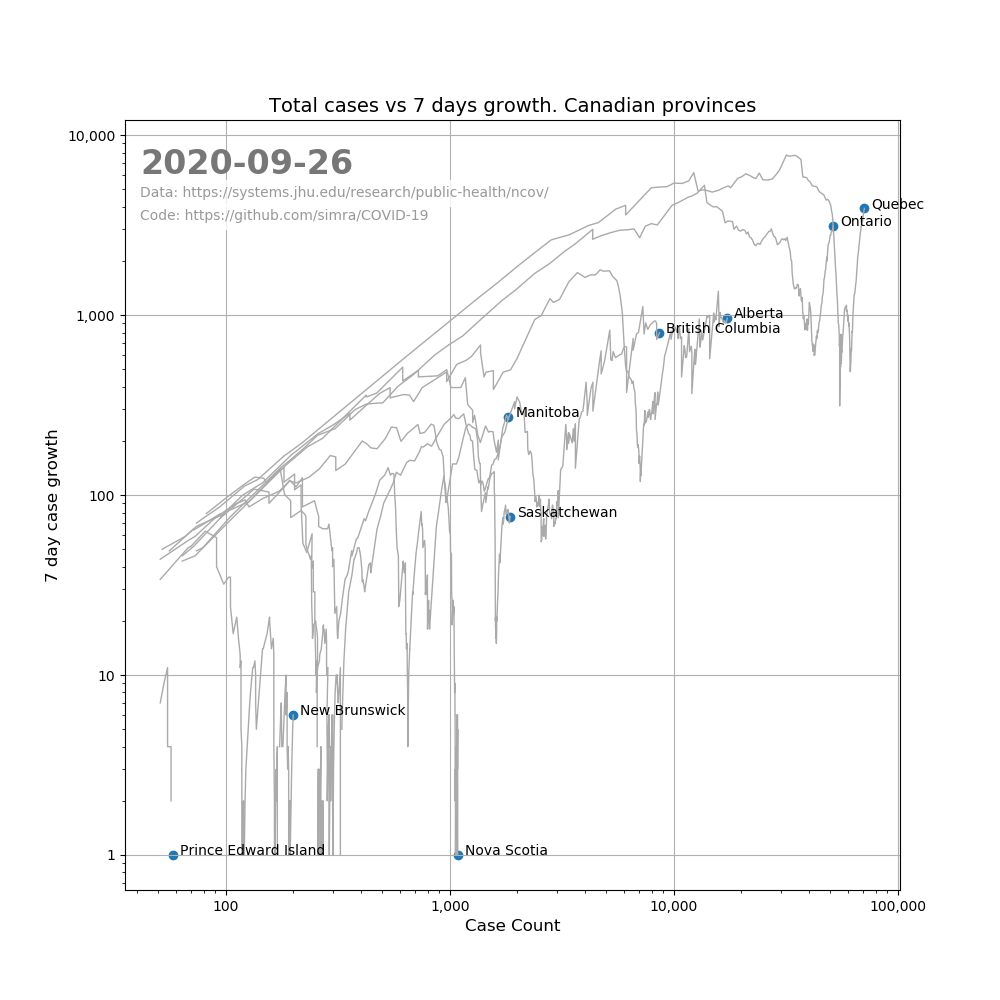 Total cases vs 7 days growth. Canadian provinces
10,000
2020-09-26
Data: https://systems.jhu.edu/research/public-health/ncov/
Code: https://github.com/simra/COVID-19
Quebec
Ontario
1,000
Alberta
British Columbia
Manitoba
100
Saskatchewan
7 day case growth
10
New Brunswick
1
Prince Edward Island
Nova Scotia
100
1,000
10,000
100,000
Case Count